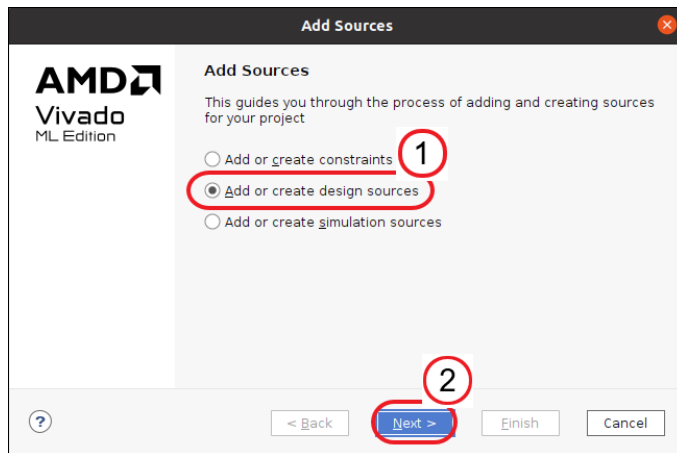 Add Sources
AMD
Vivado
ML Edition
Add Sources
This guides you through the process of adding and creating sources
for your project
1
Add or create constraints
Add or create design sources
Add or create simulation sources
2
?
< Back
Next >
Finish
Cancel